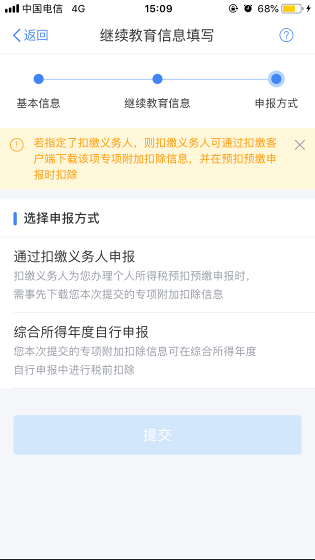 中国电信 4G 15:09 68%
返回 继续教育信息填写 ?
基本信息 继续教育信息 申报方式
若指定了扣缴义务人，则扣缴义务人可通过扣缴客
户端下载该项专项附加扣除信息，并在预扣预缴申
报时扣除
选择申报方式
通过扣缴义务人申报
扣缴义务人为您办理个人所得税预扣预缴申报时，
需事先下载您本次提交的专项附加扣除信息
综合所得年度自行申报
您本次提交的专项附加扣除信息可在综合所得年度
自行申报中进行税前扣除
提交